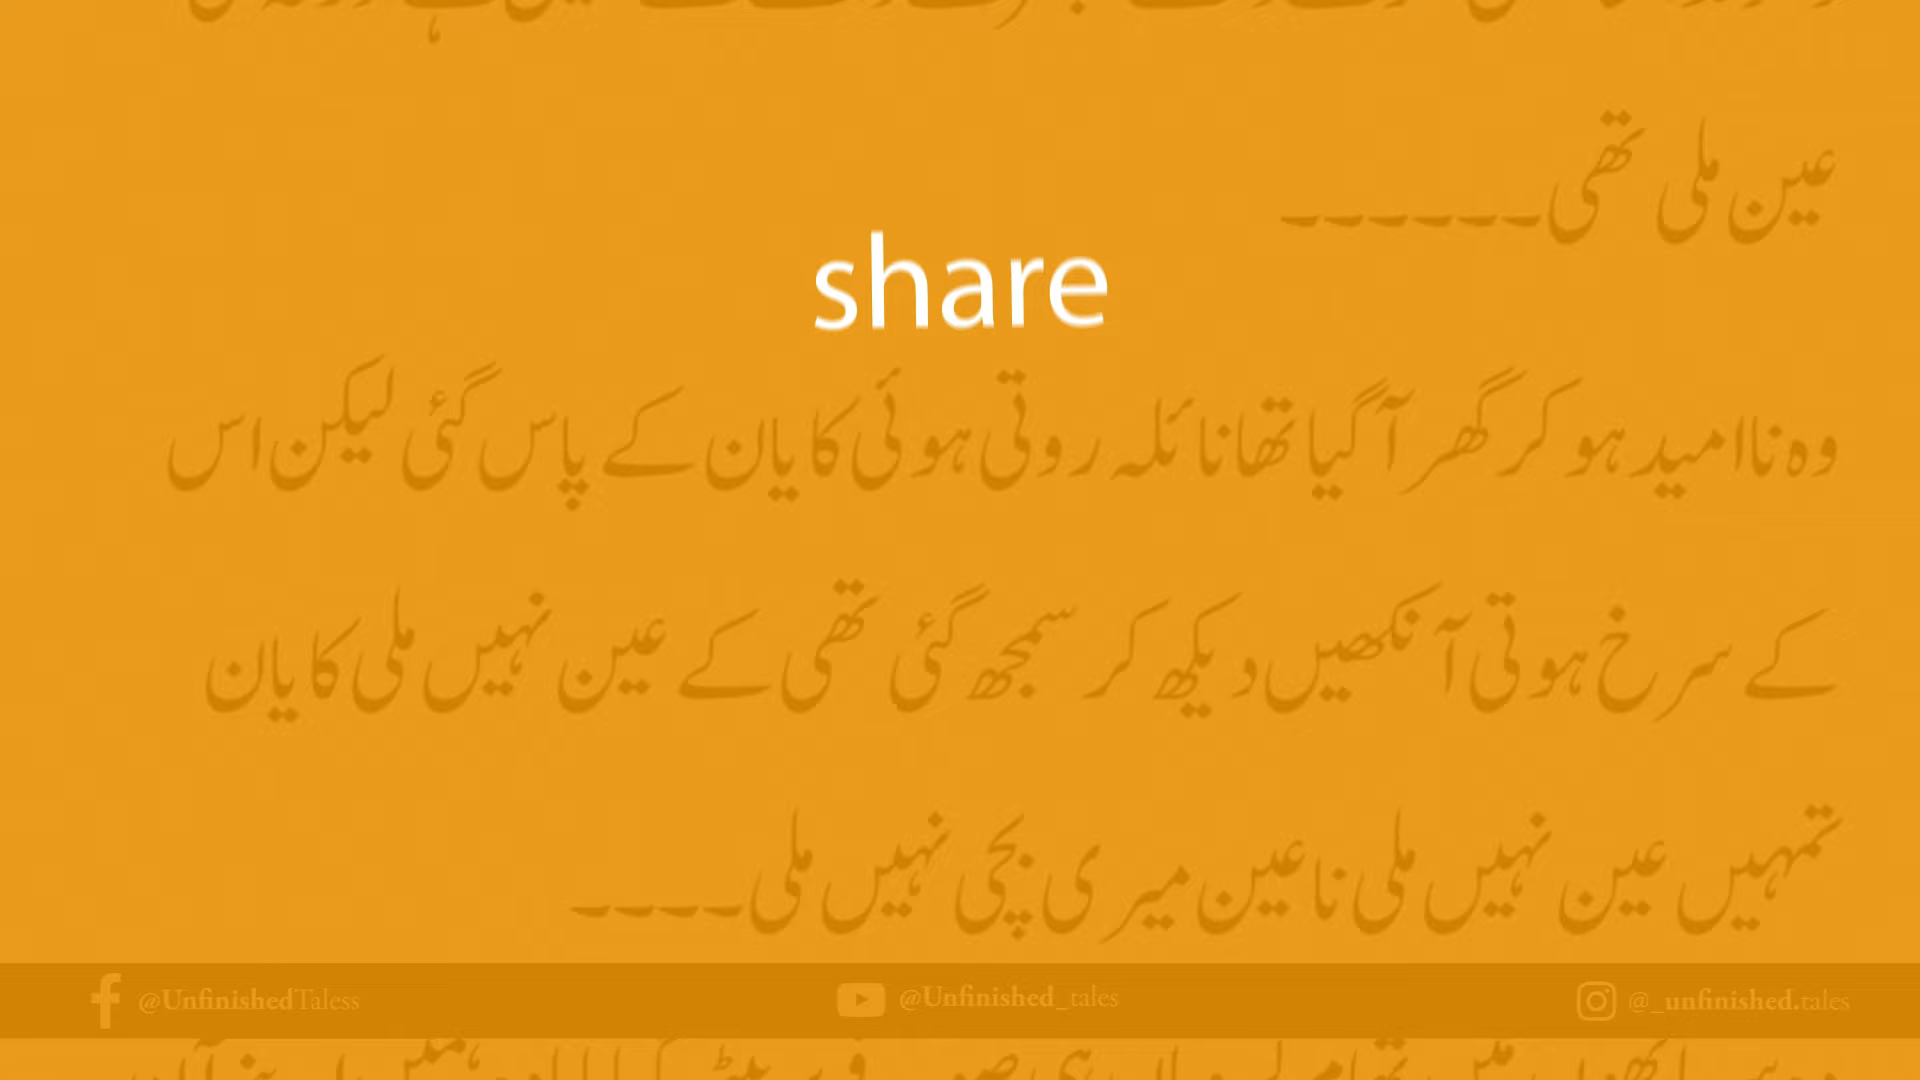 عین ملی تھی۔۔۔۔۔۔
share
وہ ناامید ہو کر گھر آگیا تھا نائلہ روتی ہوئی کایان کے پاس گئی لیکن اس
کے سرخ ہوتی آنکھیں دیکھ کر سمجھ گئی تھی کے عین نہیں ملی کایان
تمہیں عین نہیں ملی نا عین میری بچی نہیں ملی۔۔۔۔
@UnfinishedTaless
@Unfinished_tales
@_unfinished.tales